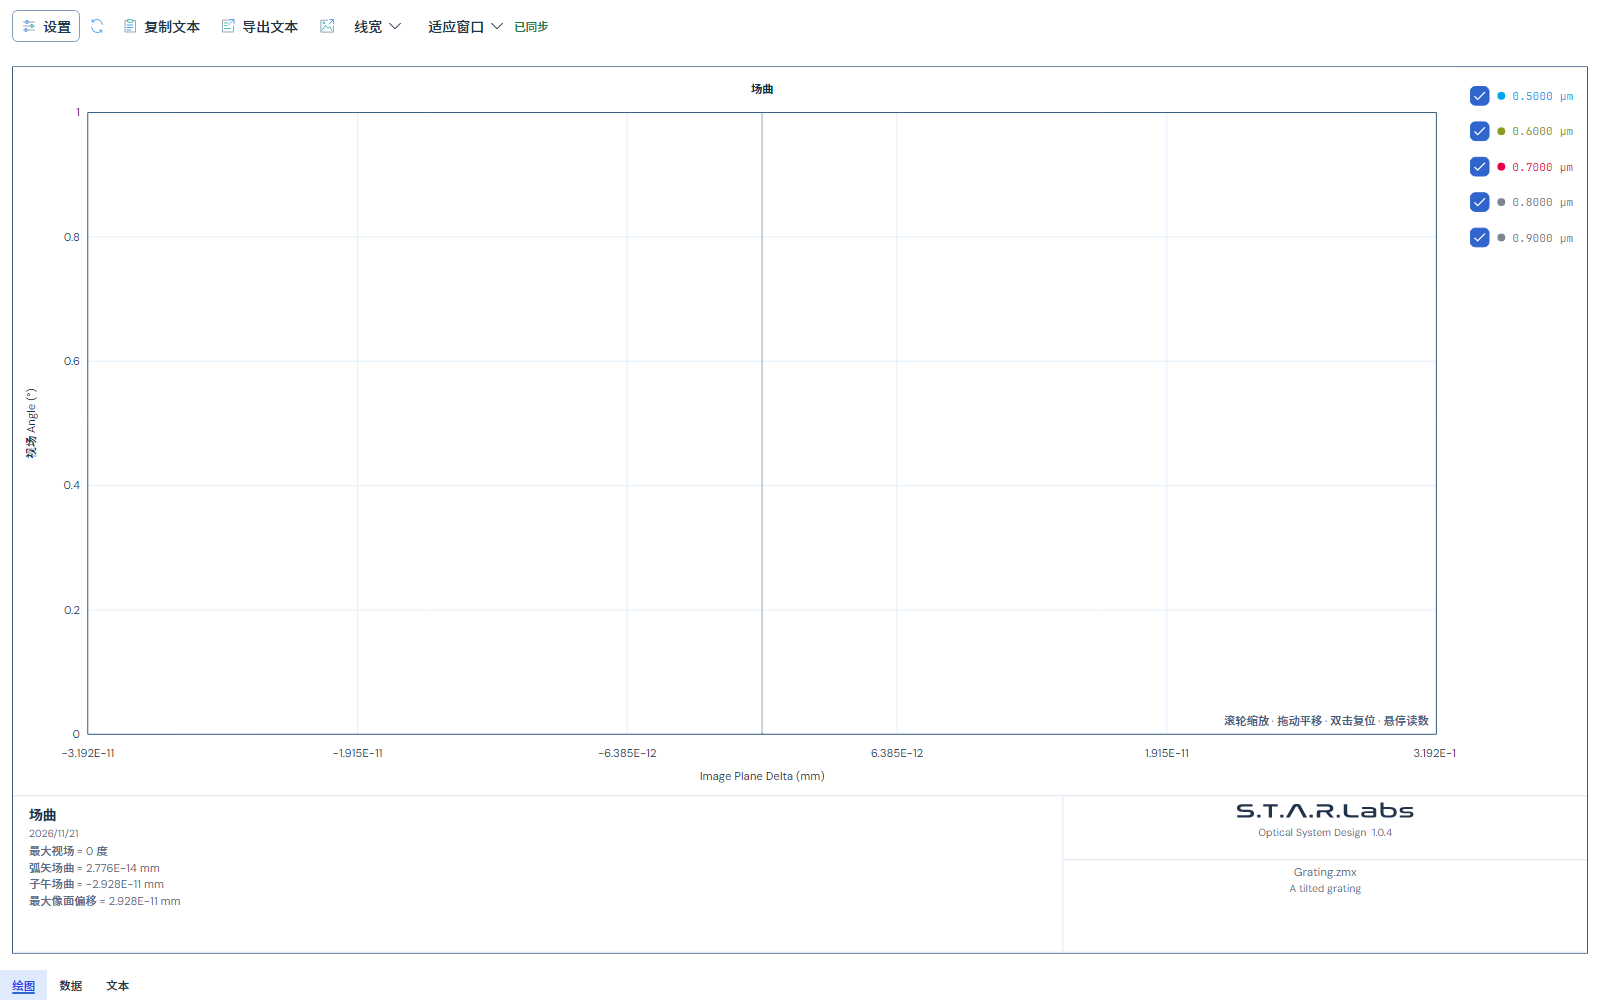 设置 复制文本 导出文本 线宽 适应窗口 已同步
场曲
0.5000 µm
0.6000 µm
0.7000 µm
0.8000 µm
0.9000 µm
1
0.8
0.6
0.4
0.2
0
视场 Angle (°)
滚轮缩放 · 拖动平移 · 双击复位 · 悬停读数
-3.192E-11 -1.915E-11 -6.385E-12 6.385E-12 1.915E-11 3.192E-1
Image Plane Delta (mm)
场曲
2026/11/21
最大视场 = 0 度
弧矢场曲 = 2.776E-14 mm
子午场曲 = -2.928E-11 mm
最大像面偏移 = 2.928E-11 mm
S.T.A.R.Labs
Optical System Design 1.0.4
Grating.zmx
A tilted grating
绘图 数据 文本